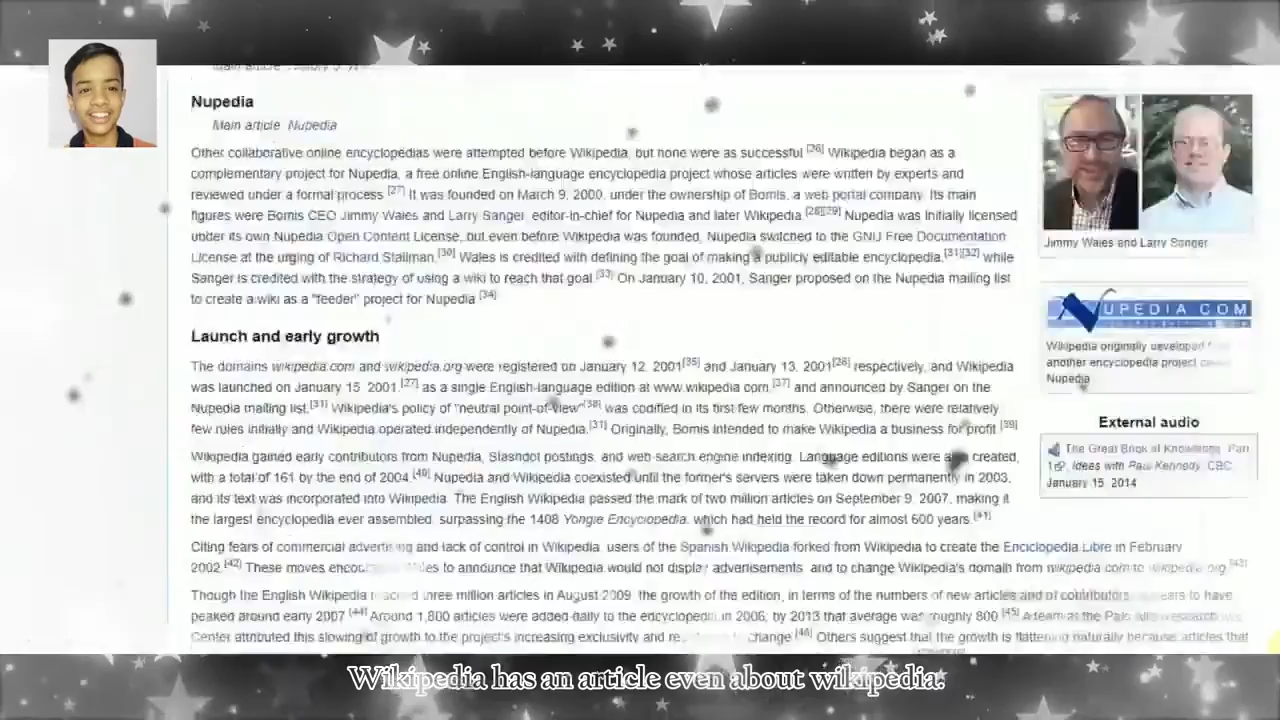 Nupedia
Main article Nupedia
Other collaborative online encyclopedias were attempted before Wikipedia, but none were as successful [26] Wikipedia began as a
complementary project for Nupedia, a free online English-language encyclopedia project whose articles were written by experts and
reviewed under a formal process [27] It was founded on March 9, 2000, under the ownership of Bomis, a web portal company. Its main
figures were Bomis CEO Jimmy Wales and Larry Sanger, editor-in-chief for Nupedia and later Wikipedia [28][29] Nupedia was initially licensed
under its own Nupedia Open Content License, but even before Wikipedia was founded, Nupedia switched to the GNU Free Documentation
License at the urging of Richard Stallman.[30] Wales is credited with defining the goal of making a publicly editable encyclopedia,[31][32] while
Sanger is credited with the strategy of using a wiki to reach that goal.[33] On January 10, 2001, Sanger proposed on the Nupedia mailing list
to create a wiki as a "feeder" project for Nupedia [34]
Jimmy Wales and Larry Sanger
NUPEDIA COM
Wikipedia originally developed
another encyclopedia project
Nupedia
Launch and early growth
The domains wikipedia.com and wikipedia.org were registered on January 12, 2001[35] and January 13, 2001[26] respectively, and Wikipedia
was launched on January 15, 2001,[27] as a single English-language edition at www.wikipedia.com,[37] and announced by Sanger on the
Nupedia mailing list.[31] Wikipedia's policy of "neutral point-of-view"[38] was codified in its first few months. Otherwise, there were relatively
few rules initially and Wikipedia operated independently of Nupedia.[31] Originally, Bomis intended to make Wikipedia a business for profit [39]
Wikipedia gained early contributors from Nupedia, Slashdot postings, and web search engine indexing. Language editions were created,
with a total of 161 by the end of 2004.[40] Nupedia and Wikipedia coexisted until the former's servers were taken down permanently in 2003,
and its text was incorporated into Wikipedia. The English Wikipedia passed the mark of two million articles on September 9, 2007, making it
the largest encyclopedia ever assembled, surpassing the 1408 Yongle Encyclopedia, which had held the record for almost 600 years.[41]
External audio
The Great Book of Knowledge, Part
1, Ideas with Paul Kennedy, CBC,
January 15, 2014
Citing fears of commercial advertising and lack of control in Wikipedia, users of the Spanish Wikipedia forked from Wikipedia to create the Enciclopedia Libre in February
2002.[42] These moves Wales to announce that Wikipedia would not display advertisements, and to change Wikipedia's domain from wikipedia.com to wikipedia.org.[43]
Though the English Wikipedia three million articles in August 2009, the growth of the edition, in terms of the numbers of new articles and of contributors, to have
peaked around early 2007.[44] Around 1,800 articles were added daily to the encyclopedia in 2006; by 2013 that average was roughly 800 [45] A team at the Palo
Center attributed this slowing of growth to the project's increasing exclusivity and change.[46] Others suggest that the growth is flattening naturally because articles that
Wikipedia has an article even about wikipedia.